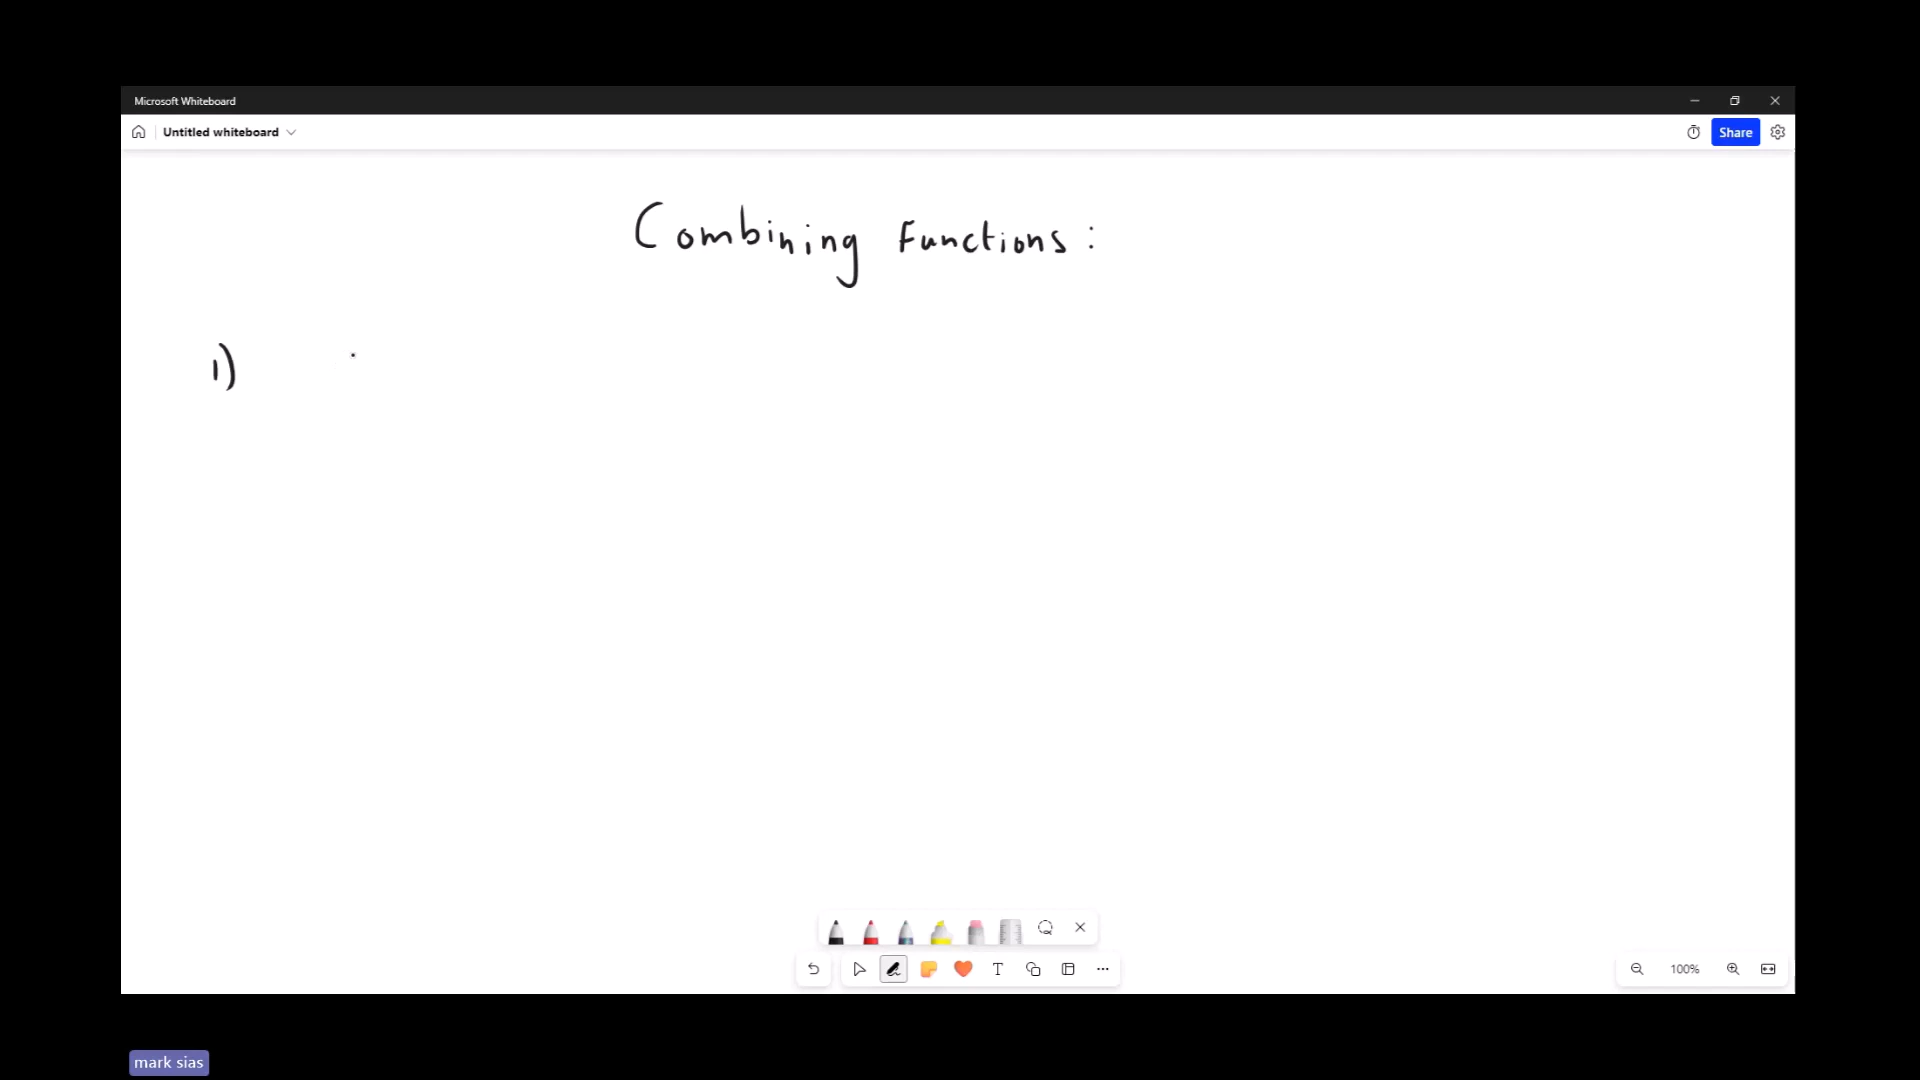 Microsoft Whiteboard
Untitled whiteboard
Share
Combining Functions:
1)
T
100%
mark sias